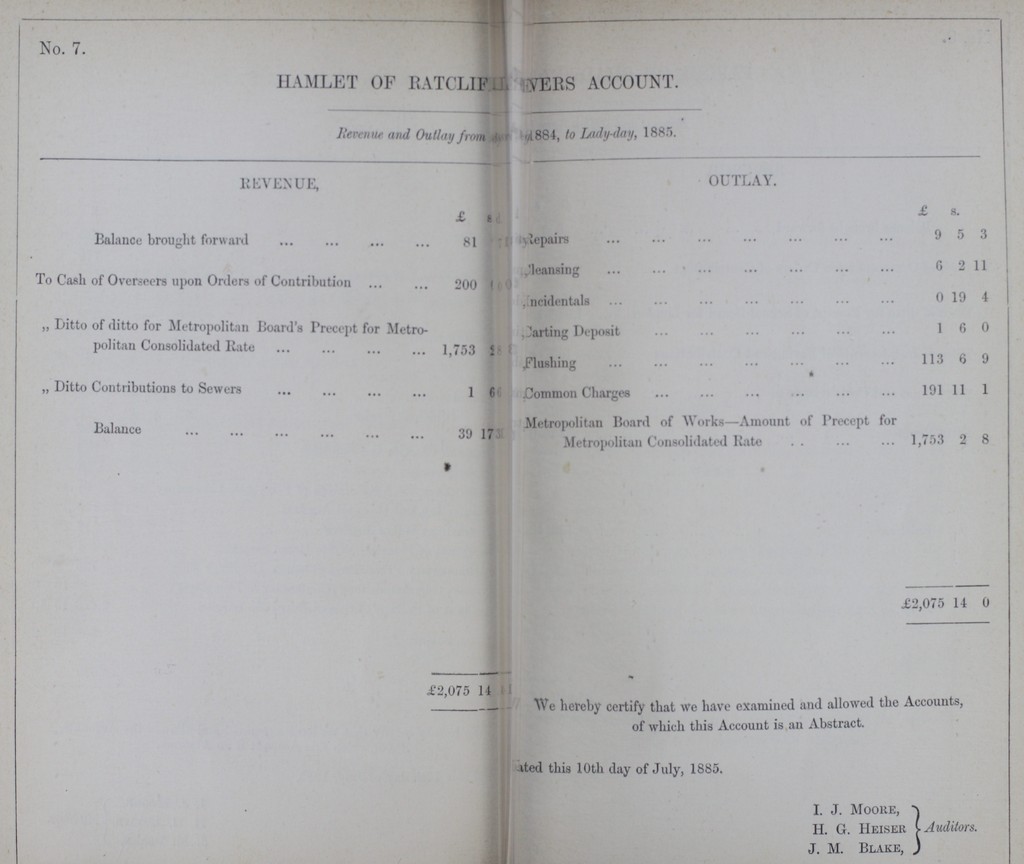 No. 7.
HAMLET OF RATCLIF VERS ACCOUNT.
Revenue and Outlay from 1884, to Lady-day, 1885.
REVENUE,
£
Balance brought forward ... ... ... ... 81
To Cash of Overseers upon Orders of Contribution ... ... 200
„ Ditto of ditto for Metropolitan Board's Precept for Metro-
politan Consolidated Rate ... ... ... ... 1,753
„ Ditto Contributions to Sewers ... ... ... ... 1
Balance ... ... ... ... ... ... 39 17
£2,075 14
OUTLAY.
£ s.
Repairs ... ... ... ... ... ... ... 9 5 3
Cleansing ... ... ... ... ... ... ... 6 2 11
Incidentals ... ... ... ... ... ... ... 0 19 4
Carting Deposit ... ... ... ... ... ... 1 6 0
Flushing ... ... ... ... ... ... ... 113 6 9
Common Charges ... ... ... ... ... ... 191 11 1
Metropolitan Board of Works—Amount of Precept for
Metropolitan Consolidated Rate .. ... ... 1,753 2 8
£2,075 14 0
We hereby certify that we have examined and allowed the Accounts,
of which this Account is an Abstract.
ated this 10th day of July, 1885.
I. J. MOORE,
H. G. HEISER } Auditors.
J. M. BLAKE,